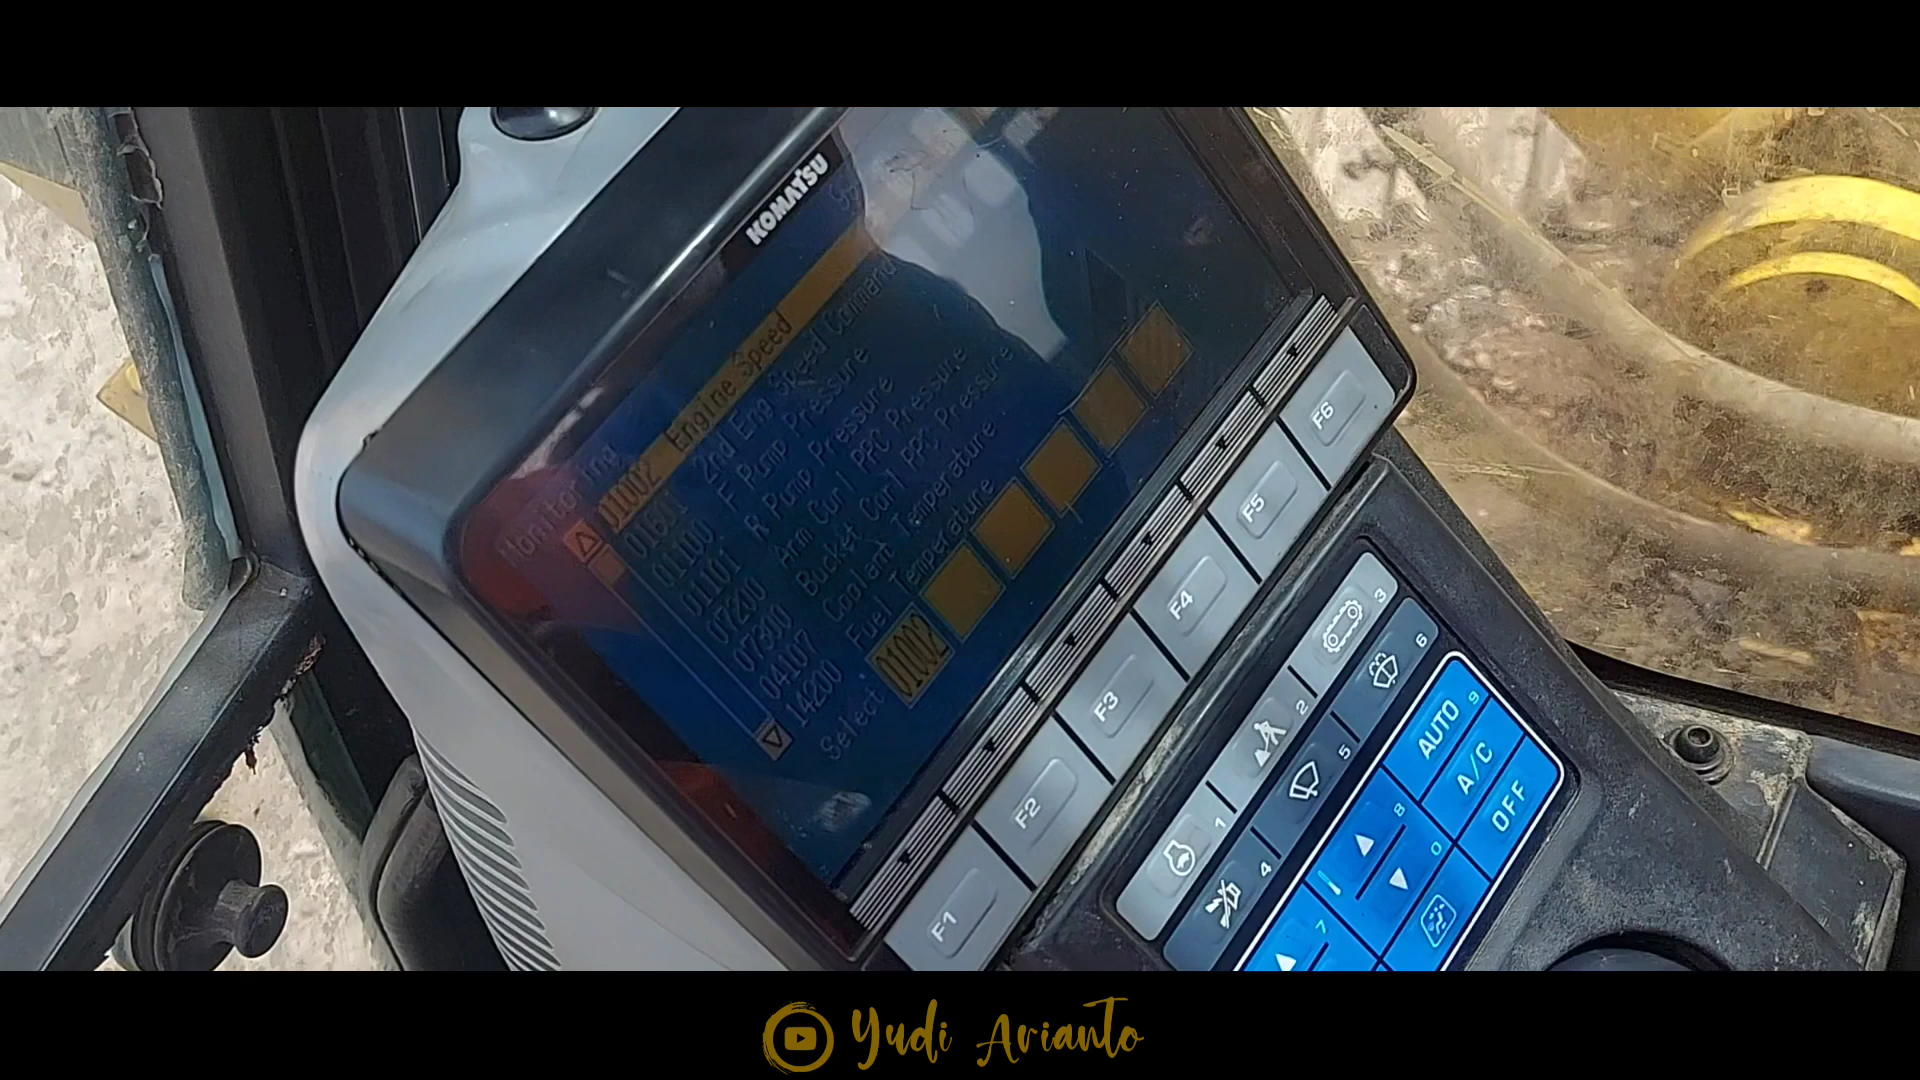 KOMATSU
Monitoring
01002 Engine Speed
01601 2nd Eng Speed Command
01100 F Pump Pressure
01101 R Pump Pressure
07200 Arm Curl PPC Pressure
07300 Bucket Curl PPC Pressure
04107 Coolant Temperature
14200 Fuel Temperature
Select 01002
F1 F2 F3 F4 F5 F6
1 2 3
4 5 6
7 8 9
0
AUTO
A/C
OFF
Yudi Arianto